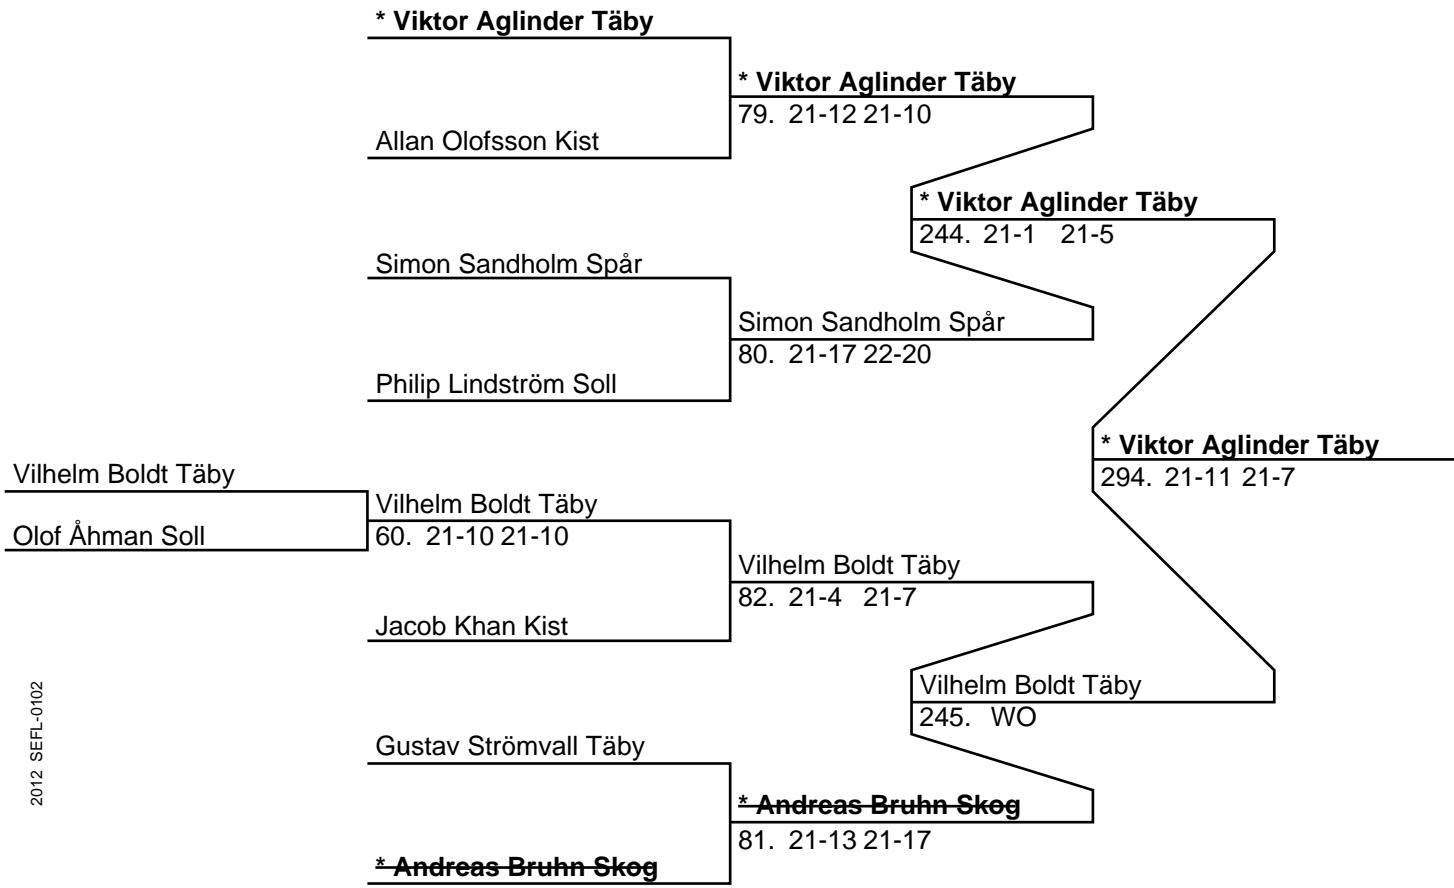 * Viktor Aglinder Täby
* Viktor Aglinder Täby
79. 21-12 21-10
Allan Olofsson Kist
* Viktor Aglinder Täby
244. 21-1 21-5
Simon Sandholm Spår
Simon Sandholm Spår
80. 21-17 22-20
Philip Lindström Soll
* Viktor Aglinder Täby
294. 21-11 21-7
Vilhelm Boldt Täby
Vilhelm Boldt Täby
60. 21-10 21-10
Olof Åhman Soll
Vilhelm Boldt Täby
82. 21-4 21-7
Jacob Khan Kist
Vilhelm Boldt Täby
245. WO
Gustav Strömvall Täby
* Andreas Bruhn Skog
81. 21-13 21-17
* Andreas Bruhn Skog
2012 SEFL-0102